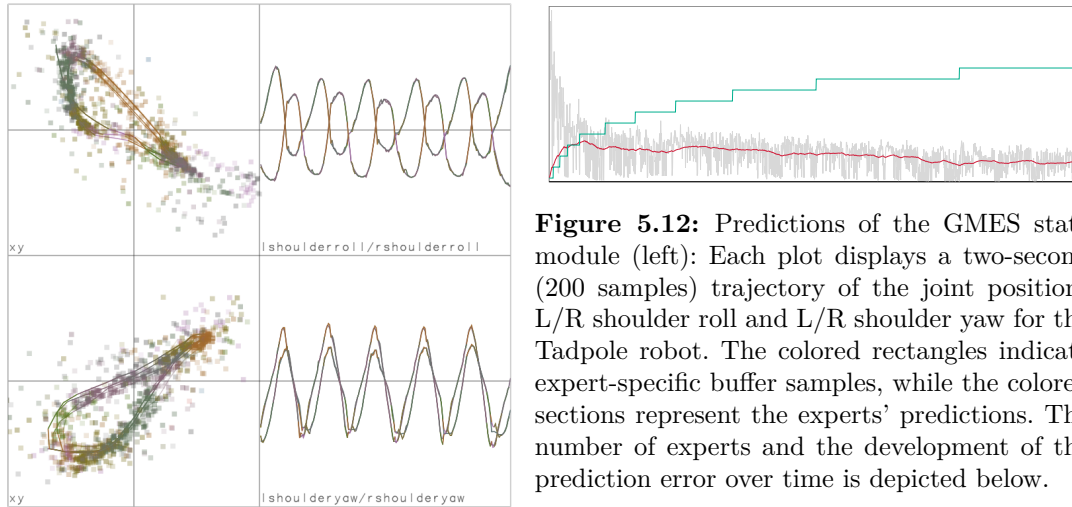 xy
lshoulderroll/rshoulderroll
xy
lshoulderyaw/rshoulderyaw
Figure 5.12: Predictions of the GMES stat
module (left): Each plot displays a two-secon
(200 samples) trajectory of the joint position
L/R shoulder roll and L/R shoulder yaw for th
Tadpole robot. The colored rectangles indicat
expert-specific buffer samples, while the colore
sections represent the experts' predictions. Th
number of experts and the development of th
prediction error over time is depicted below.